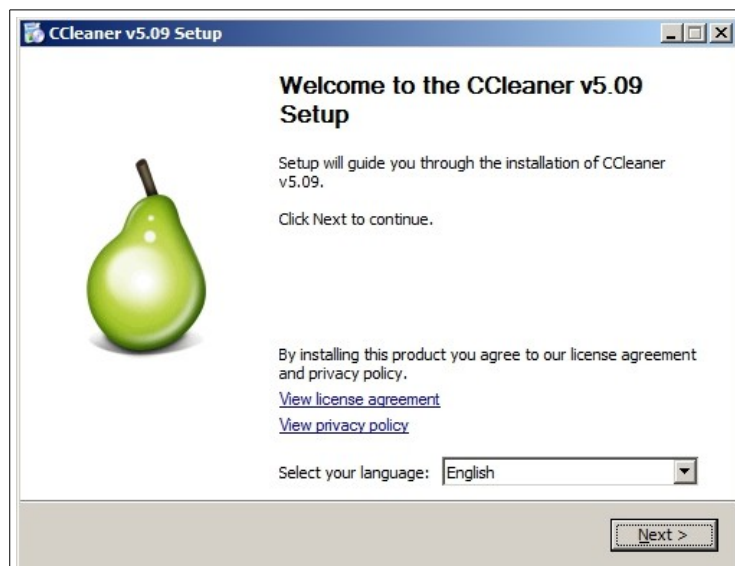 CCleaner v5.09 Setup
Welcome to the CCleaner v5.09
Setup
Setup will guide you through the installation of CCleaner
v5.09.
Click Next to continue.
By installing this product you agree to our license agreement
and privacy policy.
View license agreement
View privacy policy
Select your language: English
Next >